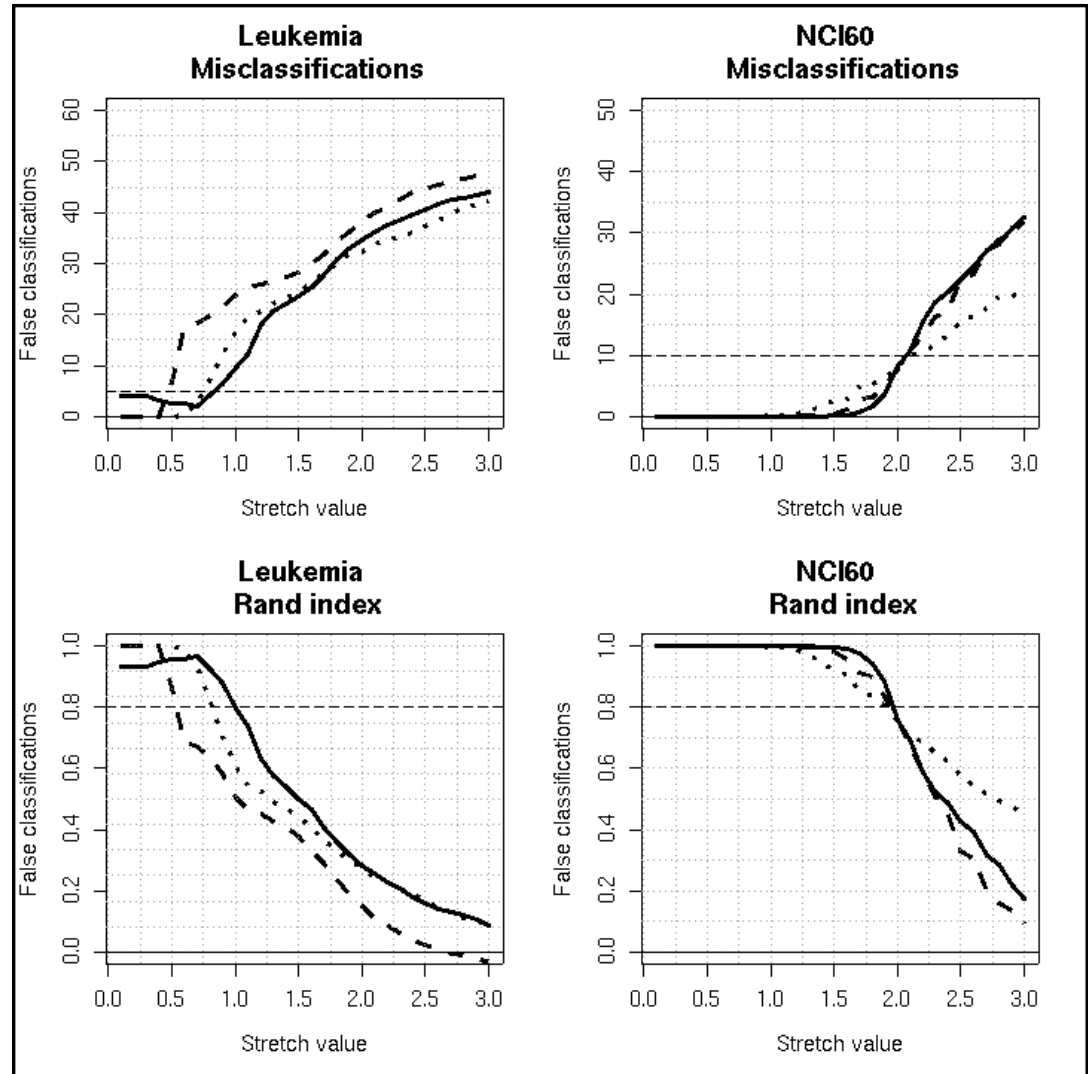 Leukemia
Misclassifications
60
50
40
30
20
10
0
False classifications
0.0 0.5 1.0 1.5 2.0 2.5 3.0
Stretch value
NCI60
Misclassifications
50
40
30
20
10
0
False classifications
0.0 0.5 1.0 1.5 2.0 2.5 3.0
Stretch value
Leukemia
Rand index
1.0
0.8
0.6
0.4
0.2
0.0
False classifications
0.0 0.5 1.0 1.5 2.0 2.5 3.0
Stretch value
NCI60
Rand index
1.0
0.8
0.6
0.4
0.2
0.0
False classifications
0.0 0.5 1.0 1.5 2.0 2.5 3.0
Stretch value